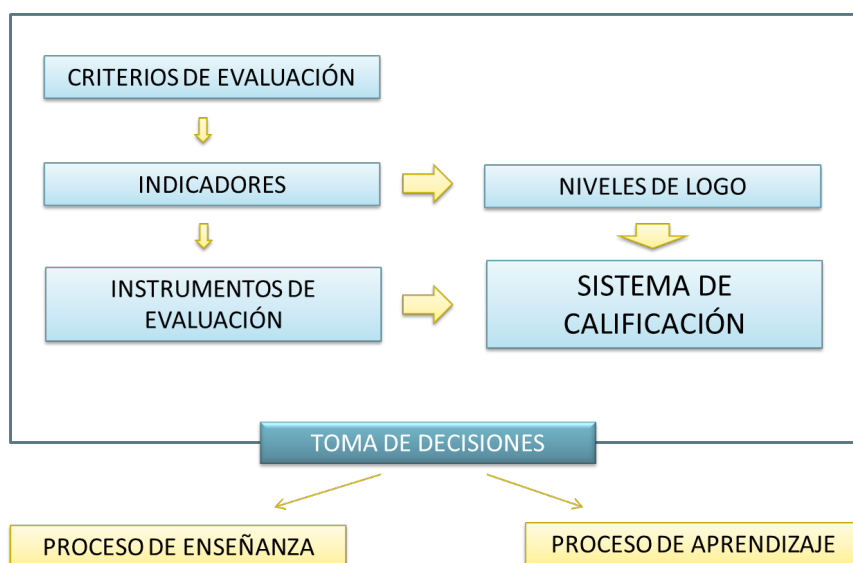 CRITERIOS DE EVALUACIÓN
INDICADORES
NIVELES DE LOGO
INSTRUMENTOS DE
EVALUACIÓN
SISTEMA DE
CALIFICACIÓN
TOMA DE DECISIONES
PROCESO DE ENSEÑANZA
PROCESO DE APRENDIZAJE